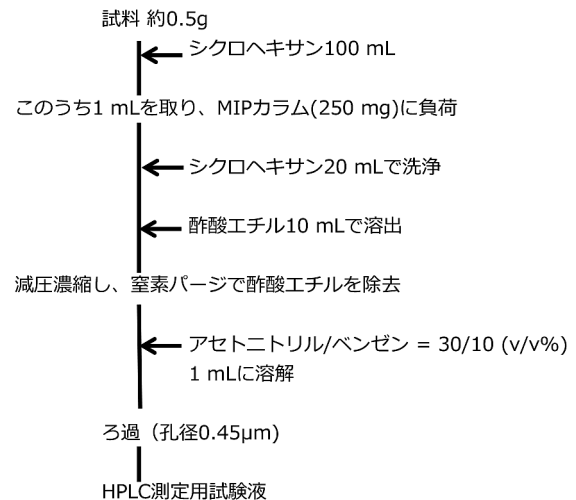 試料 約0.5g
シクロヘキサン100 mL
このうち1 mLを取り、MIPカラム(250 mg)に負荷
シクロヘキサン20 mLで洗浄
酢酸エチル10 mLで溶出
減圧濃縮し、窒素パージで酢酸エチルを除去
アセトニトリル/ベンゼン = 30/10 (v/v%)
1 mLに溶解
ろ過（孔径0.45μm)
HPLC測定用試験液